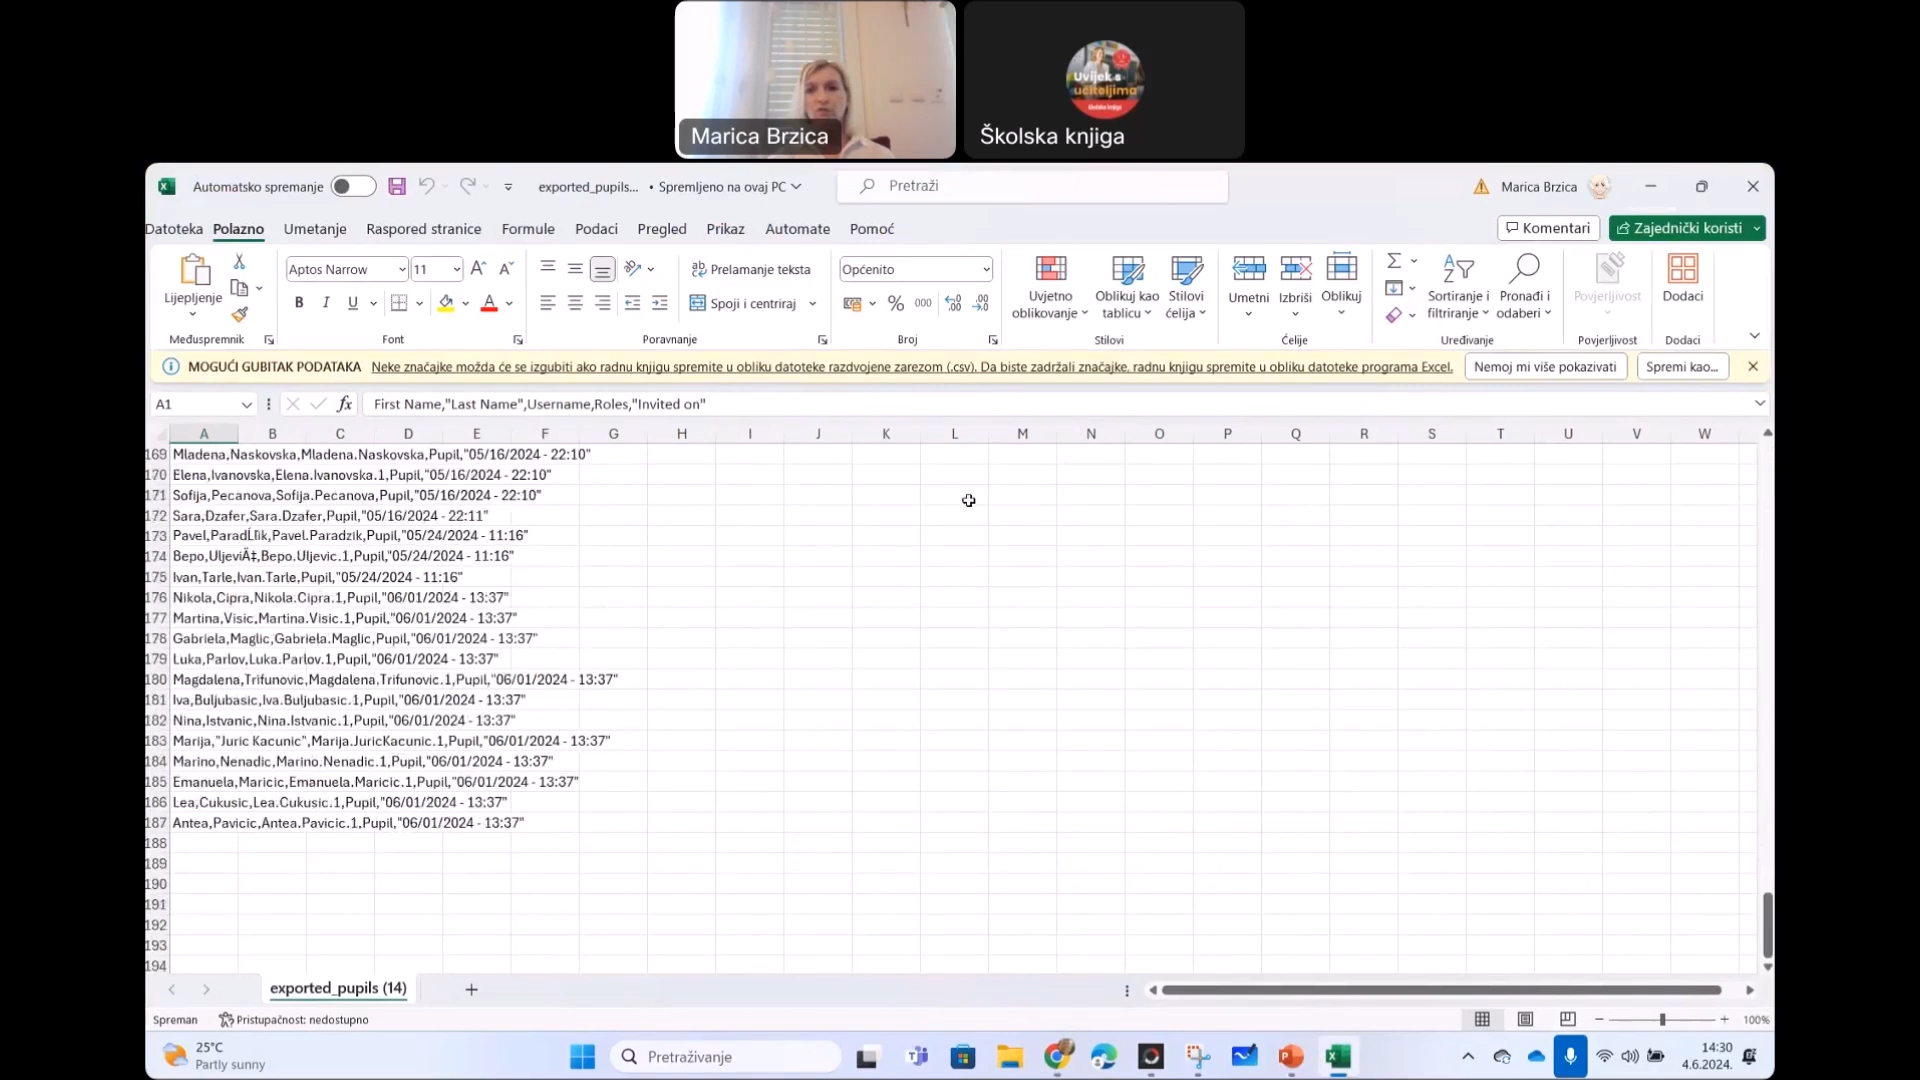 Marica Brzica
Uvijek s
učiteljima
Školska knjiga
Automatsko spremanje
exported_pupils... • Spremljeno na ovaj PC
Pretraži
Marica Brzica
Datoteka Polazno Umetanje Raspored stranice Formule Podaci Pregled Prikaz Automate Pomoć
Komentari
Zajednički koristi
Lijepljenje
Međuspremnik
Aptos Narrow 11
B I U
Font
Prelamanje teksta
Spoji i centriraj
Poravnanje
Općenito
% 000
Broj
Uvjetno oblikovanje
Oblikuj kao tablicu
Stilovi ćelija
Stilovi
Umetni
Izbriši
Oblikuj
Ćelije
Sortiranje i filtriranje
Pronađi i odaberi
Uređivanje
Povjerljivost
Povjerljivost
Dodaci
Dodaci
MOGUĆI GUBITAK PODATAKA Neke značajke možda će se izgubiti ako radnu knjigu spremite u obliku datoteke razdvojene zarezom (.csv). Da biste zadržali značajke, radnu knjigu spremite u obliku datoteke programa Excel.
Nemoj mi više pokazivati
Spremi kao...
A1
fx First Name,"Last Name",Username,Roles,"Invited on"
A B C D E F G H I J K L M N O P Q R S T U V W
169 Mladena,Naskovska,Mladena.Naskovska,Pupil,"05/16/2024 - 22:10"
170 Elena,Ivanovska,Elena.Ivanovska.1,Pupil,"05/16/2024 - 22:10"
171 Sofija,Pecanova,Sofija.Pecanova,Pupil,"05/16/2024 - 22:10"
172 Sara,Dzafer,Sara.Dzafer,Pupil,"05/16/2024 - 22:11"
173 Pavel.Paradzik,Pupil,"05/24/2024 - 11:16"
174 Bepo,UljeviÄ‡,Bepo.Uljevic.1,Pupil,"05/24/2024 - 11:16"
175 Ivan,Tarle,Ivan.Tarle,Pupil,"05/24/2024 - 11:16"
176 Nikola,Cipra,Nikola.Cipra.1,Pupil,"06/01/2024 - 13:37"
177 Martina,Visic,Martina.Visic.1,Pupil,"06/01/2024 - 13:37"
178 Gabriela,Maglic,Gabriela.Maglic,Pupil,"06/01/2024 - 13:37"
179 Luka,Parlov,Luka.Parlov.1,Pupil,"06/01/2024 - 13:37"
180 Magdalena,Trifunovic,Magdalena.Trifunovic.1,Pupil,"06/01/2024 - 13:37"
181 Iva,Buljubasic,Iva.Buljubasic.1,Pupil,"06/01/2024 - 13:37"
182 Nina,Istvanic,Nina.Istvanic.1,Pupil,"06/01/2024 - 13:37"
183 Marija,"Juric Kacunic",Marija.JuricKacunic.1,Pupil,"06/01/2024 - 13:37"
184 Marino,Nenadic,Marino.Nenadic.1,Pupil,"06/01/2024 - 13:37"
185 Emanuela,Maricic,Emanuela.Maricic.1,Pupil,"06/01/2024 - 13:37"
186 Lea,Cukusic,Lea.Cukusic.1,Pupil,"06/01/2024 - 13:37"
187 Antea,Pavicic,Antea.Pavicic.1,Pupil,"06/01/2024 - 13:37"
188
189
190
191
192
193
194
exported_pupils (14)
Spreman
Pristupačnost: nedostupno
100%
25°C
Partly sunny
Pretraživanje
14:30
4.6.2024.